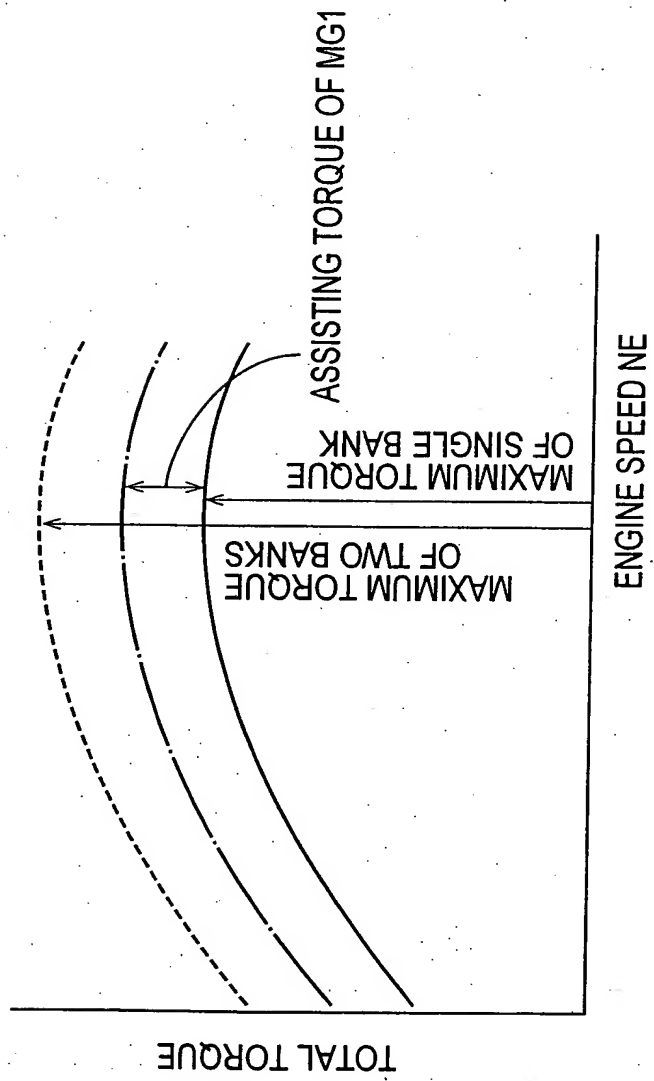 TOTAL TORQUE
MAXIMUM TORQUE
OF TWO BANKS
MAXIMUM TORQUE
OF SINGLE BANK
ASSISTING TORQUE OF MG1
ENGINE SPEED NE